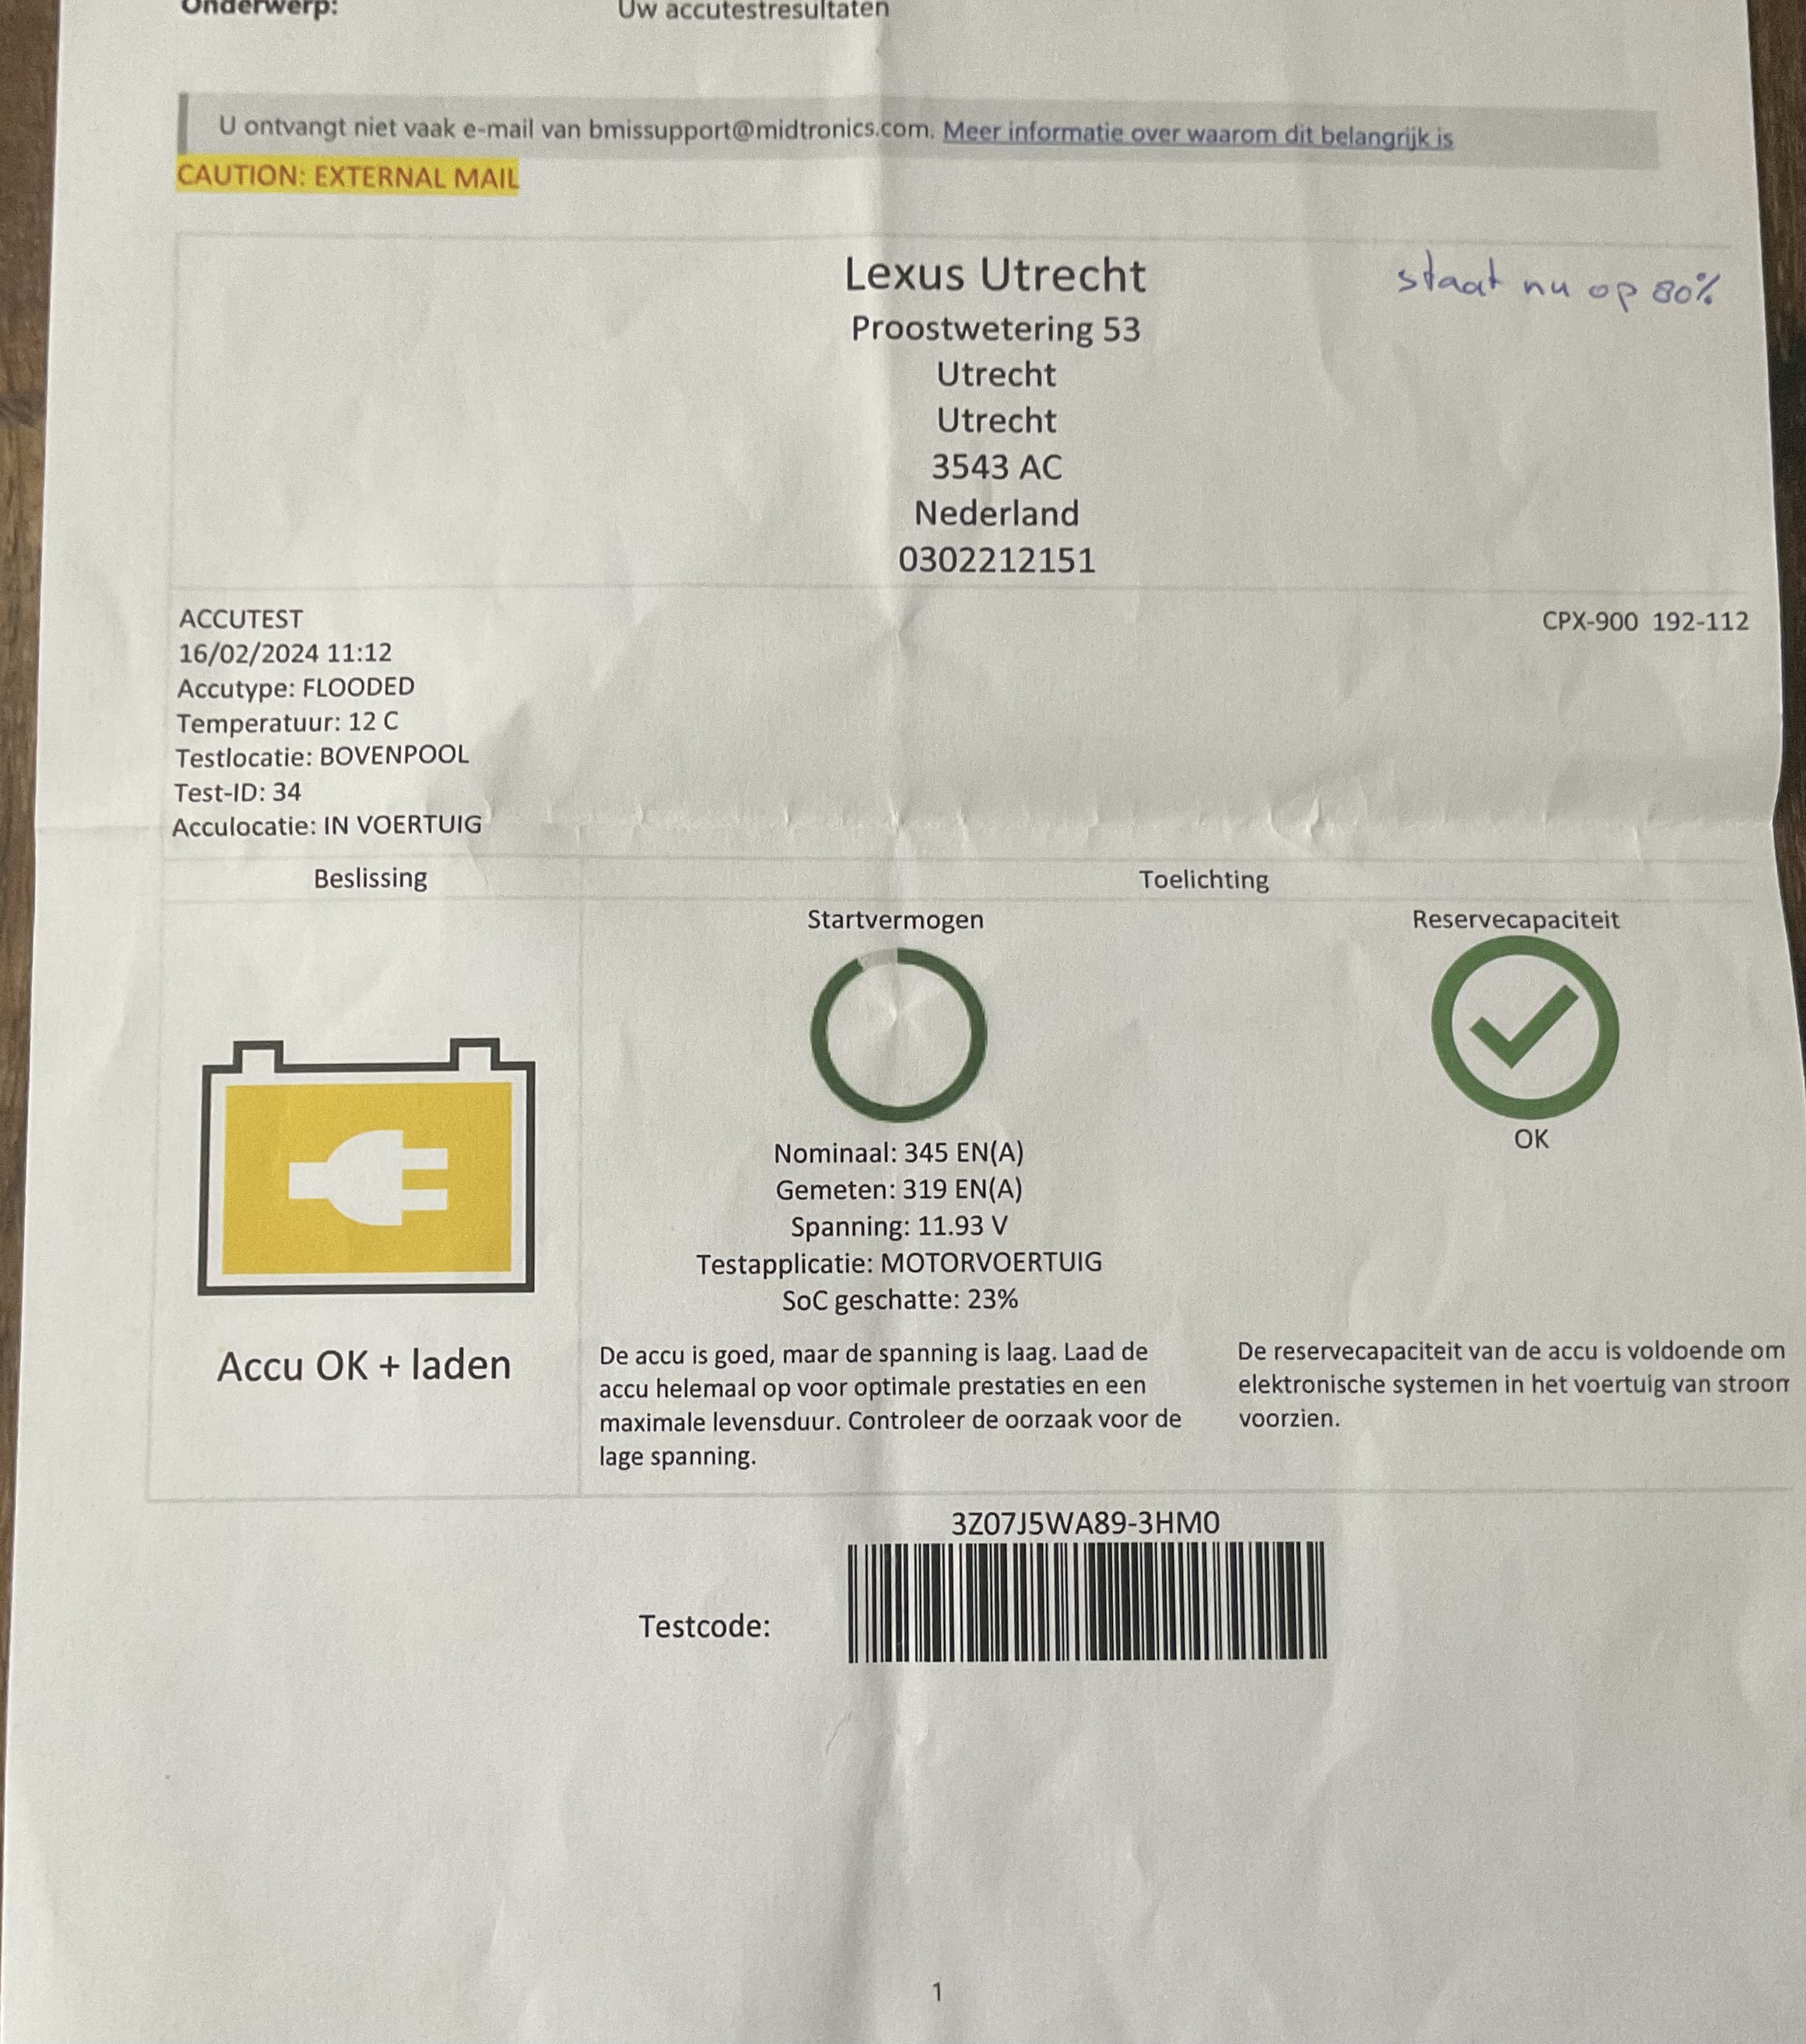 Onderwerp: Uw accutestresultaten
U ontvangt niet vaak e-mail van bmissupport@midtronics.com. Meer informatie over waarom dit belangrijk is
CAUTION: EXTERNAL MAIL
Lexus Utrecht
staat nu op 80%
Proostwetering 53
Utrecht
Utrecht
3543 AC
Nederland
0302212151
ACCUTEST
CPX-900 192-112
16/02/2024 11:12
Accutype: FLOODED
Temperatuur: 12 C
Testlocatie: BOVENPOOL
Test-ID: 34
Acculocatie: IN VOERTUIG
Beslissing
Toelichting
Accu OK + laden
Startvermogen
Nominaal: 345 EN(A)
Gemeten: 319 EN(A)
Spanning: 11.93 V
Testapplicatie: MOTORVOERTUIG
SoC geschatte: 23%
De accu is goed, maar de spanning is laag. Laad de
accu helemaal op voor optimale prestaties en een
maximale levensduur. Controleer de oorzaak voor de
lage spanning.
Reservecapaciteit
OK
De reservecapaciteit van de accu is voldoende om
elektronische systemen in het voertuig van stroom
voorzien.
3Z07J5WA89-3HM0
Testcode:
1